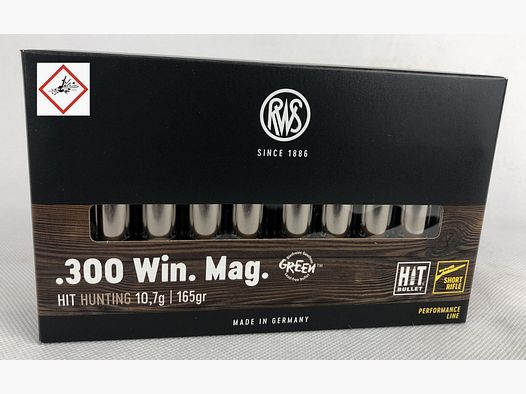 RWS
SINCE 1886
.300 Win. Mag.
GREEN™
HIT HUNTING 10,7g | 165gr
HIT
BULLET
SHORT
RIFLE
PERFORMANCE
LINE
MADE IN GERMANY